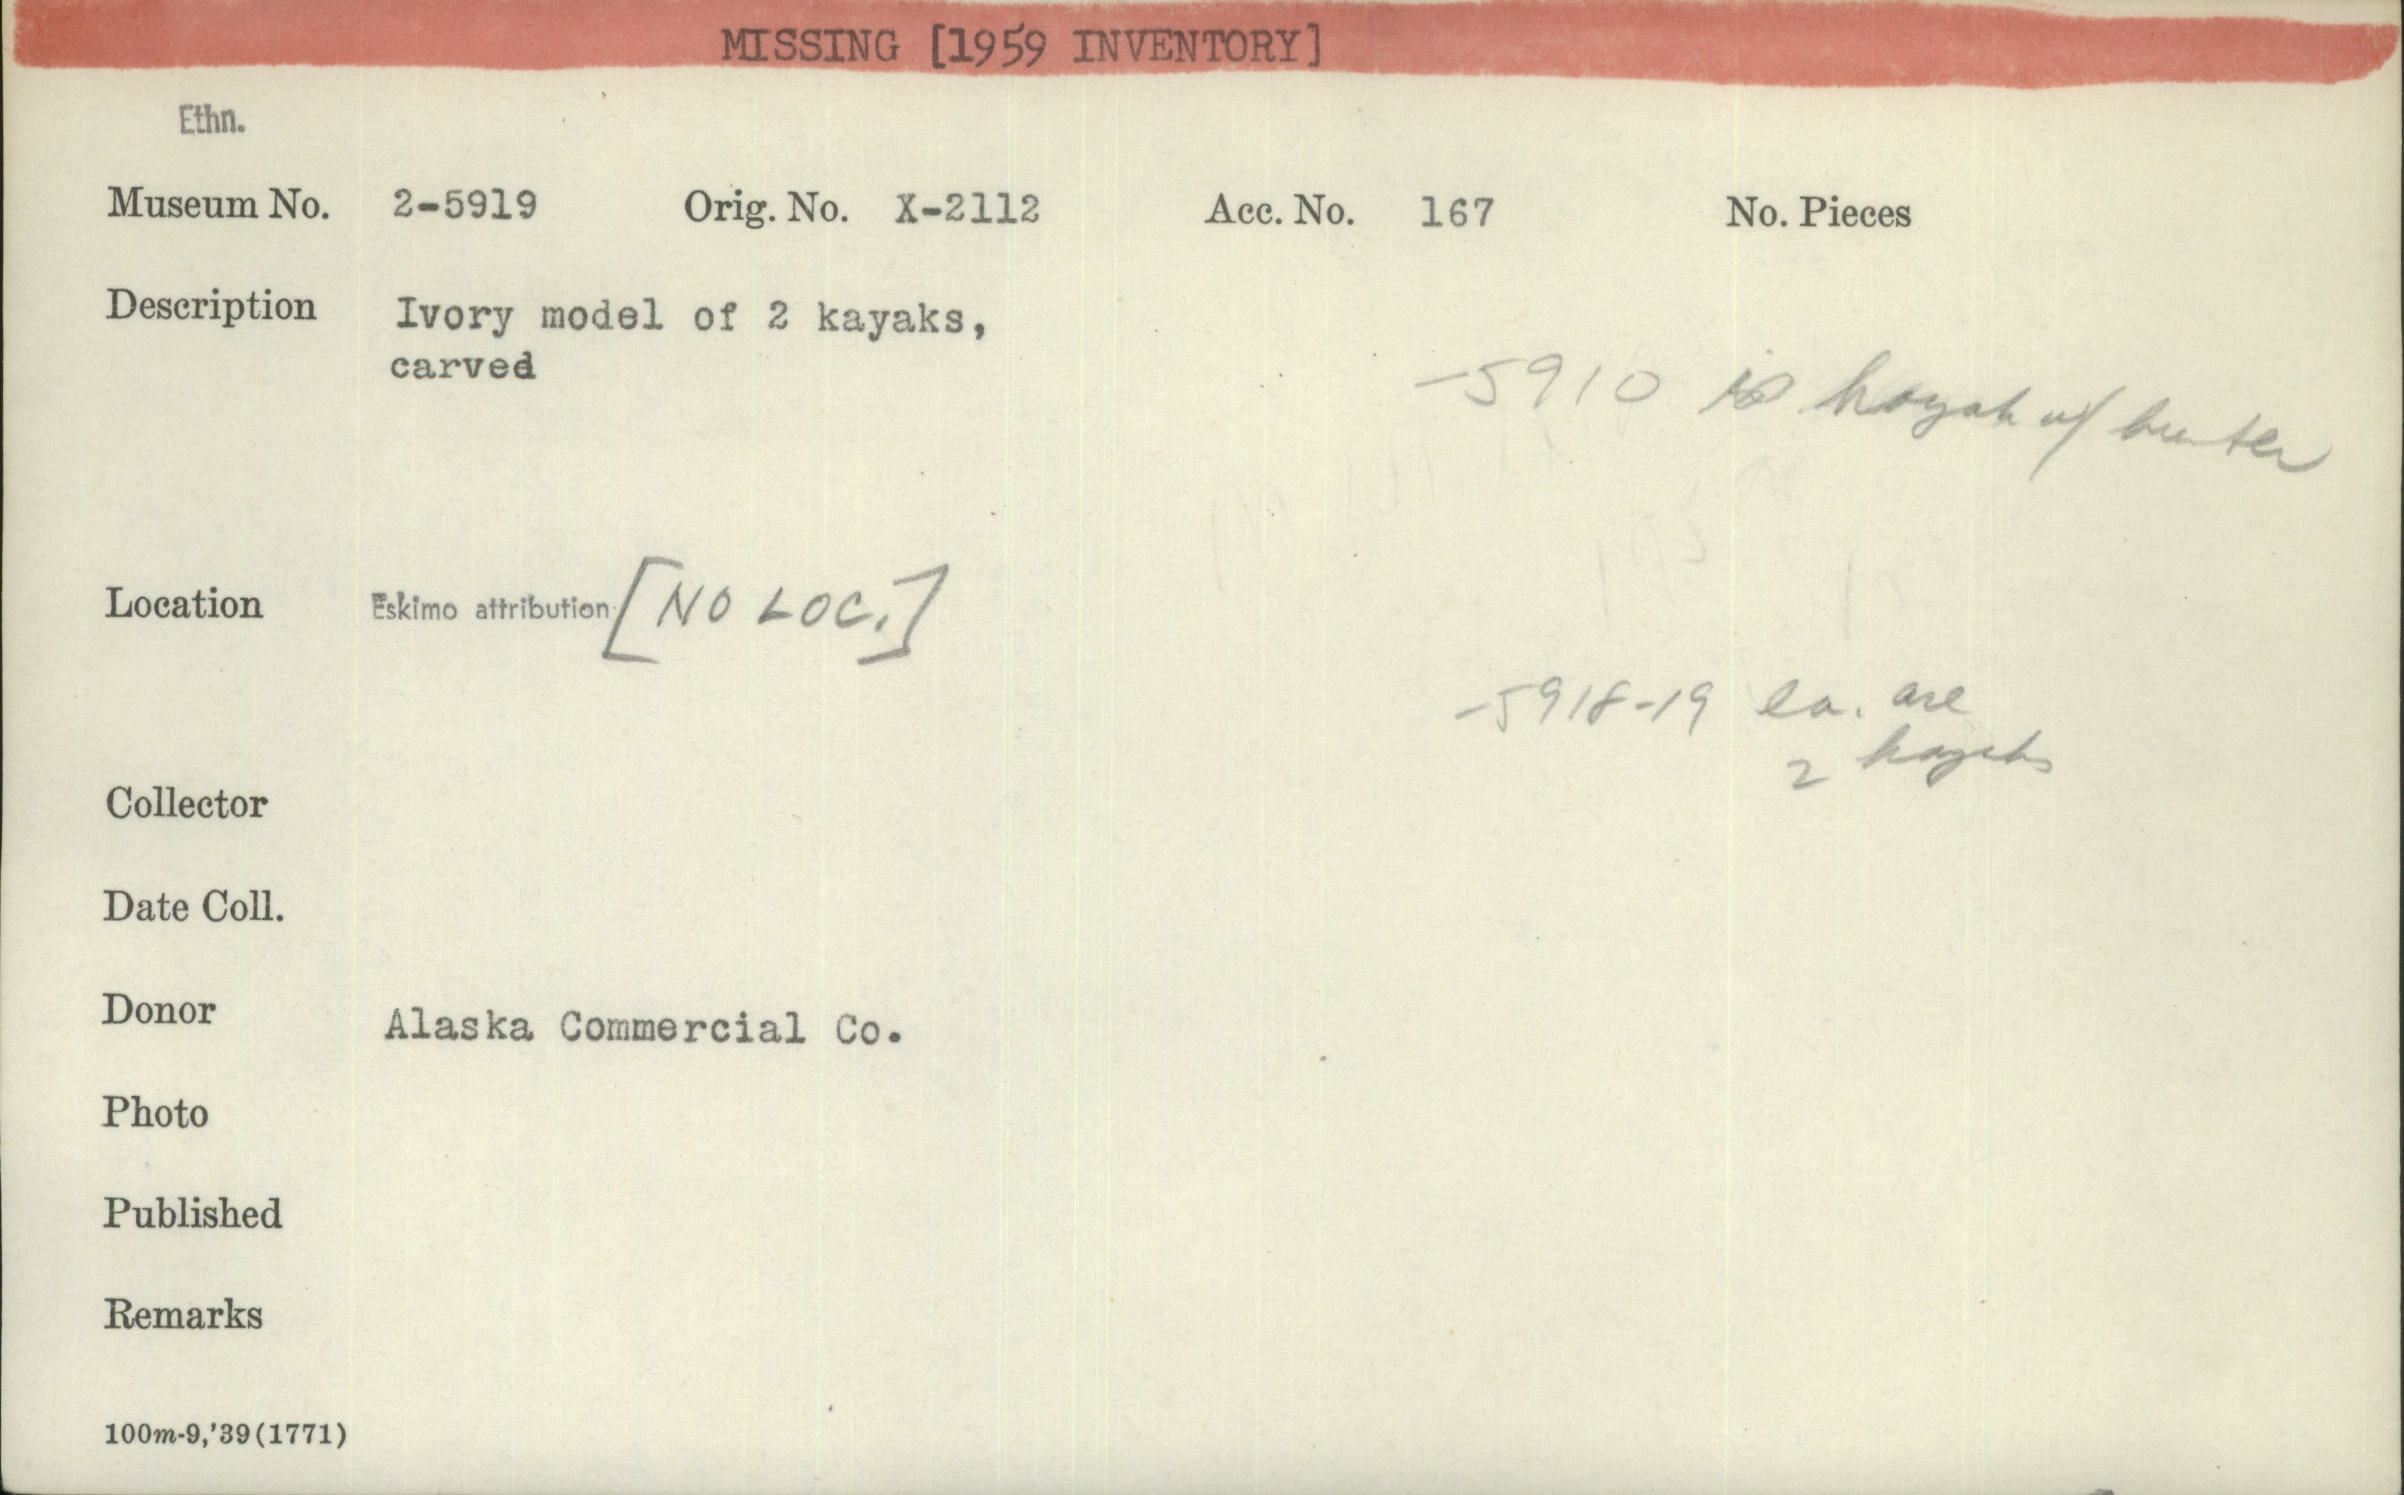 MISSING [1959 INVENTORY]
Ethn.
Museum No. 2-5919 Orig. No. X-2112 Acc. No. 167 No. Pieces
Description Ivory model of 2 kayaks,
carved
-5910 is kayak w/ hunter
Location Eskimo attribution [NO LOC.]
-5918-19 ea. are
2 kayaks
Collector
Date Coll.
Donor Alaska Commercial Co.
Photo
Published
Remarks
100m-9,'39(1771)